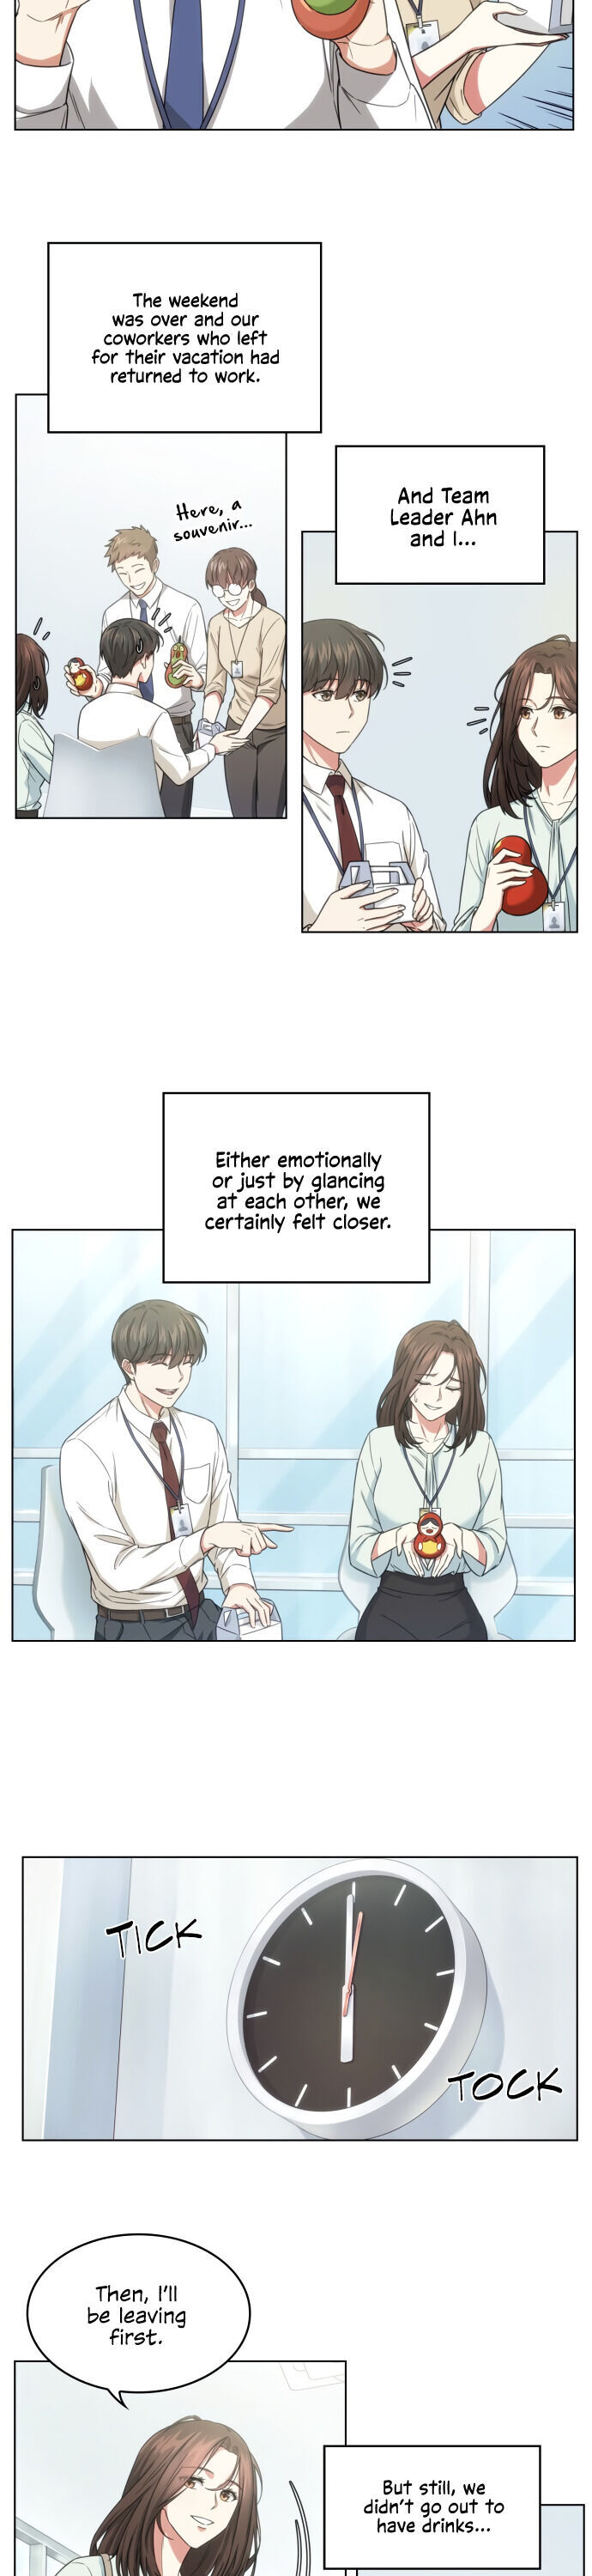 The weekend
was over and our
coworkers who left
for their vacation had
returned to work.
Here, a
souvenir...
And Team
Leader Ahn
and I...
Either emotionally
or just by glancing
at each other, we
certainly felt closer.
TICK
TOCK
Then, I'll
be leaving
first.
But still, we
didn't go out to
have drinks...